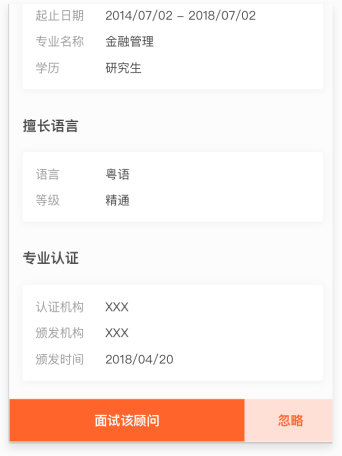 起止日期 2014/07/02 – 2018/07/02
专业名称 金融管理
学历 研究生
擅长语言
语言 粤语
等级 精通
专业认证
认证机构 XXX
颁发机构 XXX
颁发时间 2018/04/20
面试该顾问 忽略